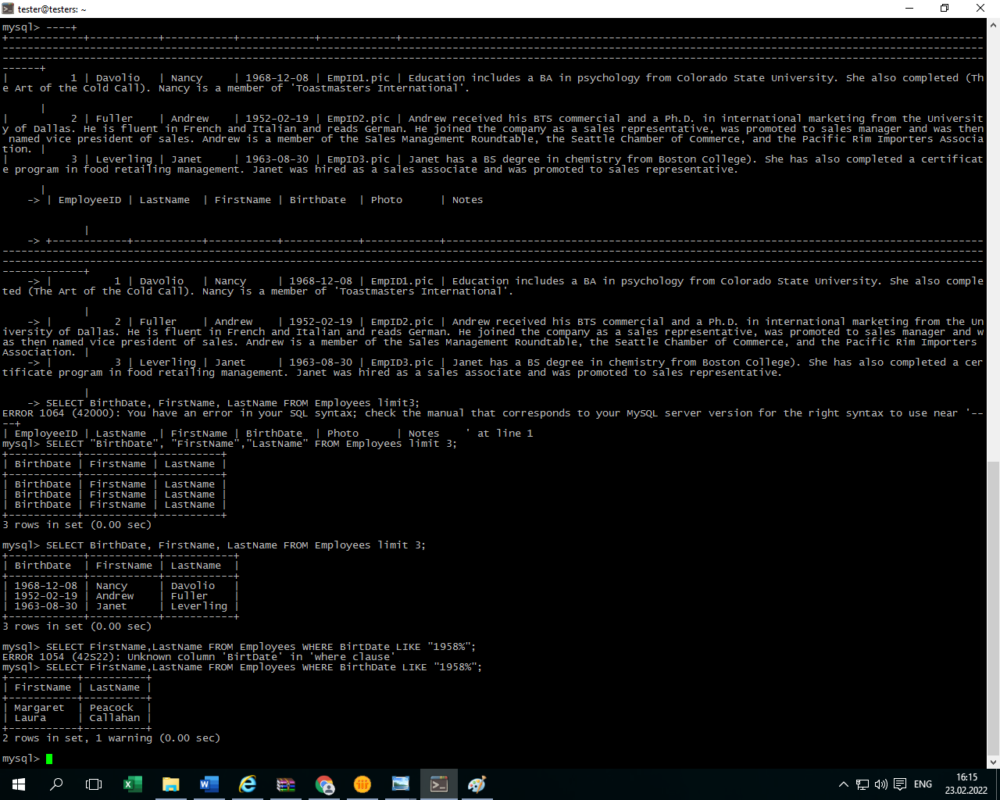 tester@testers: ~
mysql> ----+
+------------+-----------+-----------+------------+------------+----------------------------------------------------------------------------------------------
-------------------------------------------------------------------------------------------------------------------------------------------------------------
-------------------------------------------------------------------------------------------------------------------------------------------------------------
------+
|          1 | Davolio   | Nancy     | 1968-12-08 | EmpID1.pic | Education includes a BA in psychology from Colorado State University. She also completed (Th
e Art of the Cold Call). Nancy is a member of 'Toastmasters International'.
|
|          2 | Fuller    | Andrew    | 1952-02-19 | EmpID2.pic | Andrew received his BTS commercial and a Ph.D. in international marketing from the Universit
y of Dallas. He is fluent in French and Italian and reads German. He joined the company as a sales representative, was promoted to sales manager and was then
named vice president of sales. Andrew is a member of the Sales Management Roundtable, the Seattle Chamber of Commerce, and the Pacific Rim Importers Associa
tion. |
|          3 | Leverling | Janet     | 1963-08-30 | EmpID3.pic | Janet has a BS degree in chemistry from Boston College). She has also completed a certificat
e program in food retailing management. Janet was hired as a sales associate and was promoted to sales representative.
|
-> | EmployeeID | LastName  | FirstName | BirthDate  | Photo      | Notes
|
-> +------------+-----------+-----------+------------+------------+---------------------------------------------------------------------------------------
-------------------------------------------------------------------------------------------------------------------------------------------------------------
-------------------------------------------------------------------------------------------------------------------------------------------------------------
-------------+
-> |          1 | Davolio   | Nancy     | 1968-12-08 | EmpID1.pic | Education includes a BA in psychology from Colorado State University. She also comple
ted (The Art of the Cold Call). Nancy is a member of 'Toastmasters International'.
|
-> |          2 | Fuller    | Andrew    | 1952-02-19 | EmpID2.pic | Andrew received his BTS commercial and a Ph.D. in international marketing from the Un
iversity of Dallas. He is fluent in French and Italian and reads German. He joined the company as a sales representative, was promoted to sales manager and w
as then named vice president of sales. Andrew is a member of the Sales Management Roundtable, the Seattle Chamber of Commerce, and the Pacific Rim Importers
Association. |
-> |          3 | Leverling | Janet     | 1963-08-30 | EmpID3.pic | Janet has a BS degree in chemistry from Boston College). She has also completed a cer
tificate program in food retailing management. Janet was hired as a sales associate and was promoted to sales representative.
|
-> SELECT BirthDate, FirstName, LastName FROM Employees limit3;
ERROR 1064 (42000): You have an error in your SQL syntax; check the manual that corresponds to your MySQL server version for the right syntax to use near '--
--+
| EmployeeID | LastName  | FirstName | BirthDate  | Photo      | Notes    ' at line 1
mysql> SELECT "BirthDate", "FirstName","LastName" FROM Employees limit 3;
+-----------+-----------+----------+
| BirthDate | FirstName | LastName |
+-----------+-----------+----------+
| BirthDate | FirstName | LastName |
| BirthDate | FirstName | LastName |
| BirthDate | FirstName | LastName |
+-----------+-----------+----------+
3 rows in set (0.00 sec)
mysql> SELECT BirthDate, FirstName, LastName FROM Employees limit 3;
+------------+-----------+-----------+
| BirthDate  | FirstName | LastName  |
+------------+-----------+-----------+
| 1968-12-08 | Nancy     | Davolio   |
| 1952-02-19 | Andrew    | Fuller    |
| 1963-08-30 | Janet     | Leverling |
+------------+-----------+-----------+
3 rows in set (0.00 sec)
mysql> SELECT FirstName,LastName FROM Employees WHERE BirtDate LIKE "1958%";
ERROR 1054 (42S22): Unknown column 'BirtDate' in 'where clause'
mysql> SELECT FirstName,LastName FROM Employees WHERE BirthDate LIKE "1958%";
+-----------+----------+
| FirstName | LastName |
+-----------+----------+
| Margaret  | Peacock  |
| Laura     | Callahan |
+-----------+----------+
2 rows in set, 1 warning (0.00 sec)
mysql>
ENG
16:15
23.02.2022